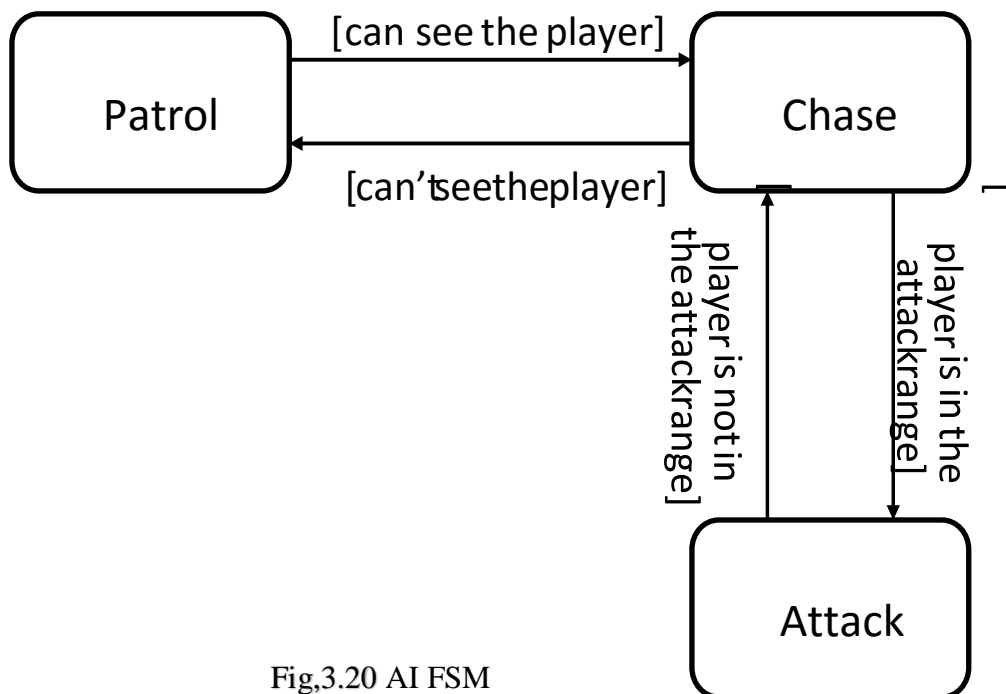 [can see the player]
Patrol
Chase
[can’tseetheplayer]
[player is not in
the attackrange]
[player is in the
attackrange]
Attack
Fig,3.20 AI FSM